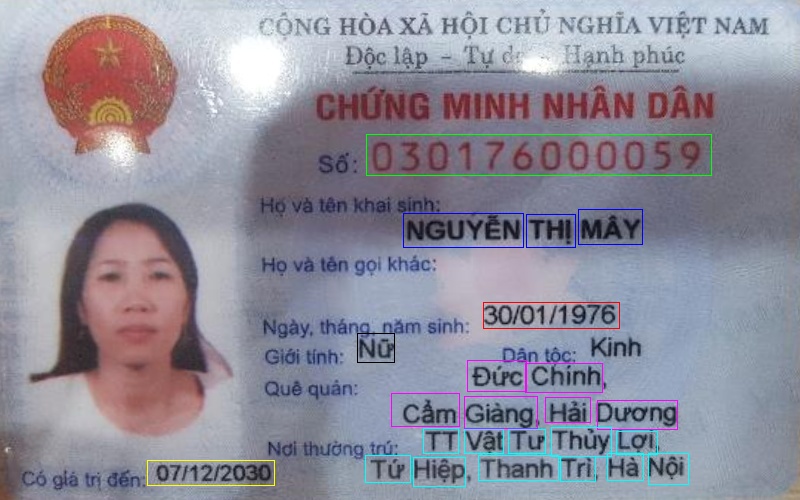 CỘNG HÒA XÃ HỘI CHỦ NGHĨA VIỆT NAM
Độc lập - Tự do - Hạnh phúc
CHỨNG MINH NHÂN DÂN
Số: 030176000059
Họ và tên khai sinh:
NGUYỄN THỊ MÂY
Họ và tên gọi khác:
Ngày, tháng, năm sinh: 30/01/1976
Giới tính: Nữ Dân tộc: Kinh
Quê quán: Đức Chính,
Cẩm Giàng, Hải Dương
Nơi thường trú: TT Vật Tư Thủy Lợi,
Tứ Hiệp, Thanh Trì, Hà Nội
Có giá trị đến: 07/12/2030